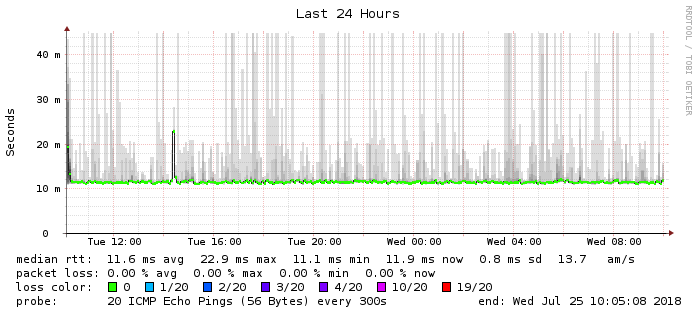 Last 24 Hours
RRDTOOL / TOBI OETIKER
Seconds
40 m
30 m
20 m
10 m
0
Tue 12:00 Tue 16:00 Tue 20:00 Wed 00:00 Wed 04:00 Wed 08:00
median rtt: 11.6 ms avg 22.9 ms max 11.1 ms min 11.9 ms now 0.8 ms sd 13.7 am/s
packet loss: 0.00 % avg 0.00 % max 0.00 % min 0.00 % now
loss color: 0 1/20 2/20 3/20 4/20 10/20 19/20
probe: 20 ICMP Echo Pings (56 Bytes) every 300s end: Wed Jul 25 10:05:08 2018